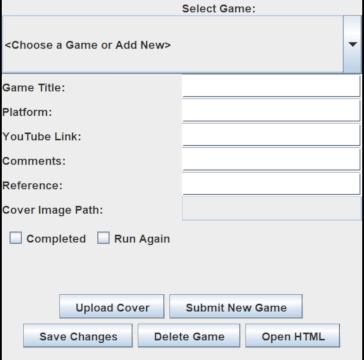 Select Game:
<Choose a Game or Add New>
Game Title:
Platform:
YouTube Link:
Comments:
Reference:
Cover Image Path:
Completed Run Again
Upload Cover Submit New Game
Save Changes Delete Game Open HTML